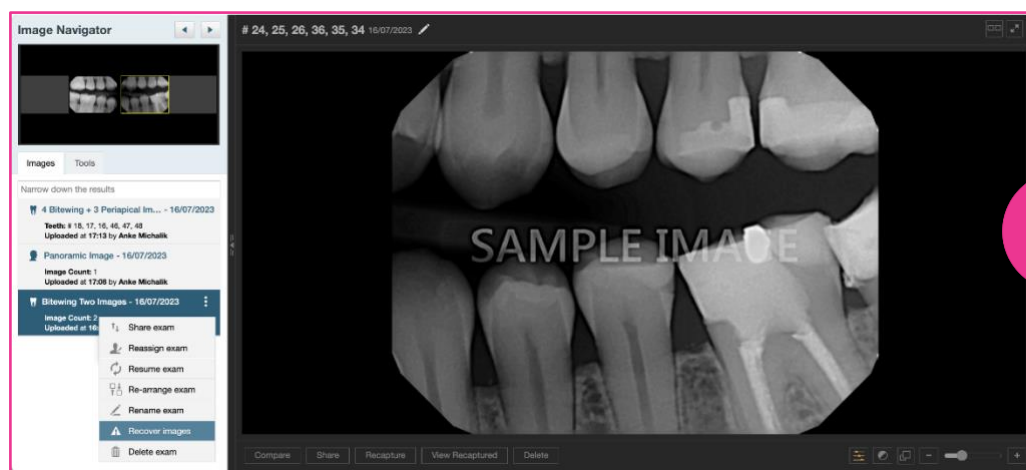 Image Navigator
# 24, 25, 26, 36, 35, 34 16/07/2023
Images Tools
Narrow down the results
4 Bitewing + 3 Periapical Im... - 16/07/2023
Teeth: # 18, 17, 16, 46, 47, 48
Uploaded at 17:13 by Anke Michalik
Panoramic Image - 16/07/2023
Image Count: 1
Uploaded at 17:08 by Anke Michalik
Bitewing Two Images - 16/07/2023
Image Count: 2
Uploaded at 16:
Share exam
Reassign exam
Resume exam
Re-arrange exam
Rename exam
Recover images
Delete exam
SAMPLE IMAGE
Compare Share Recapture View Recaptured Delete